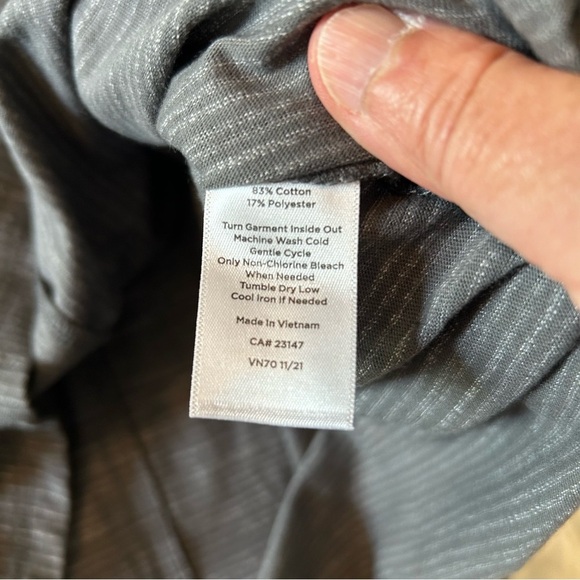 83% Cotton
17% Polyester
Turn Garment Inside Out
Machine Wash Cold
Gentle Cycle
Only Non-Chlorine Bleach
When Needed
Tumble Dry Low
Cool Iron if Needed
Made In Vietnam
CA# 23147
VN70 11/21